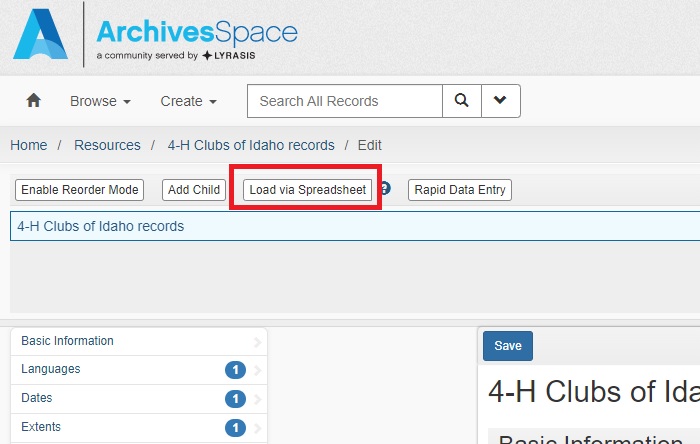 ArchivesSpace
a community served by LYRASIS
Browse Create Search All Records
Home / Resources / 4-H Clubs of Idaho records / Edit
Enable Reorder Mode Add Child Load via Spreadsheet ? Rapid Data Entry
4-H Clubs of Idaho records
Basic Information
Save
Languages 1
4-H Clubs of Ida
Dates 1
Extents 1
Basic Information